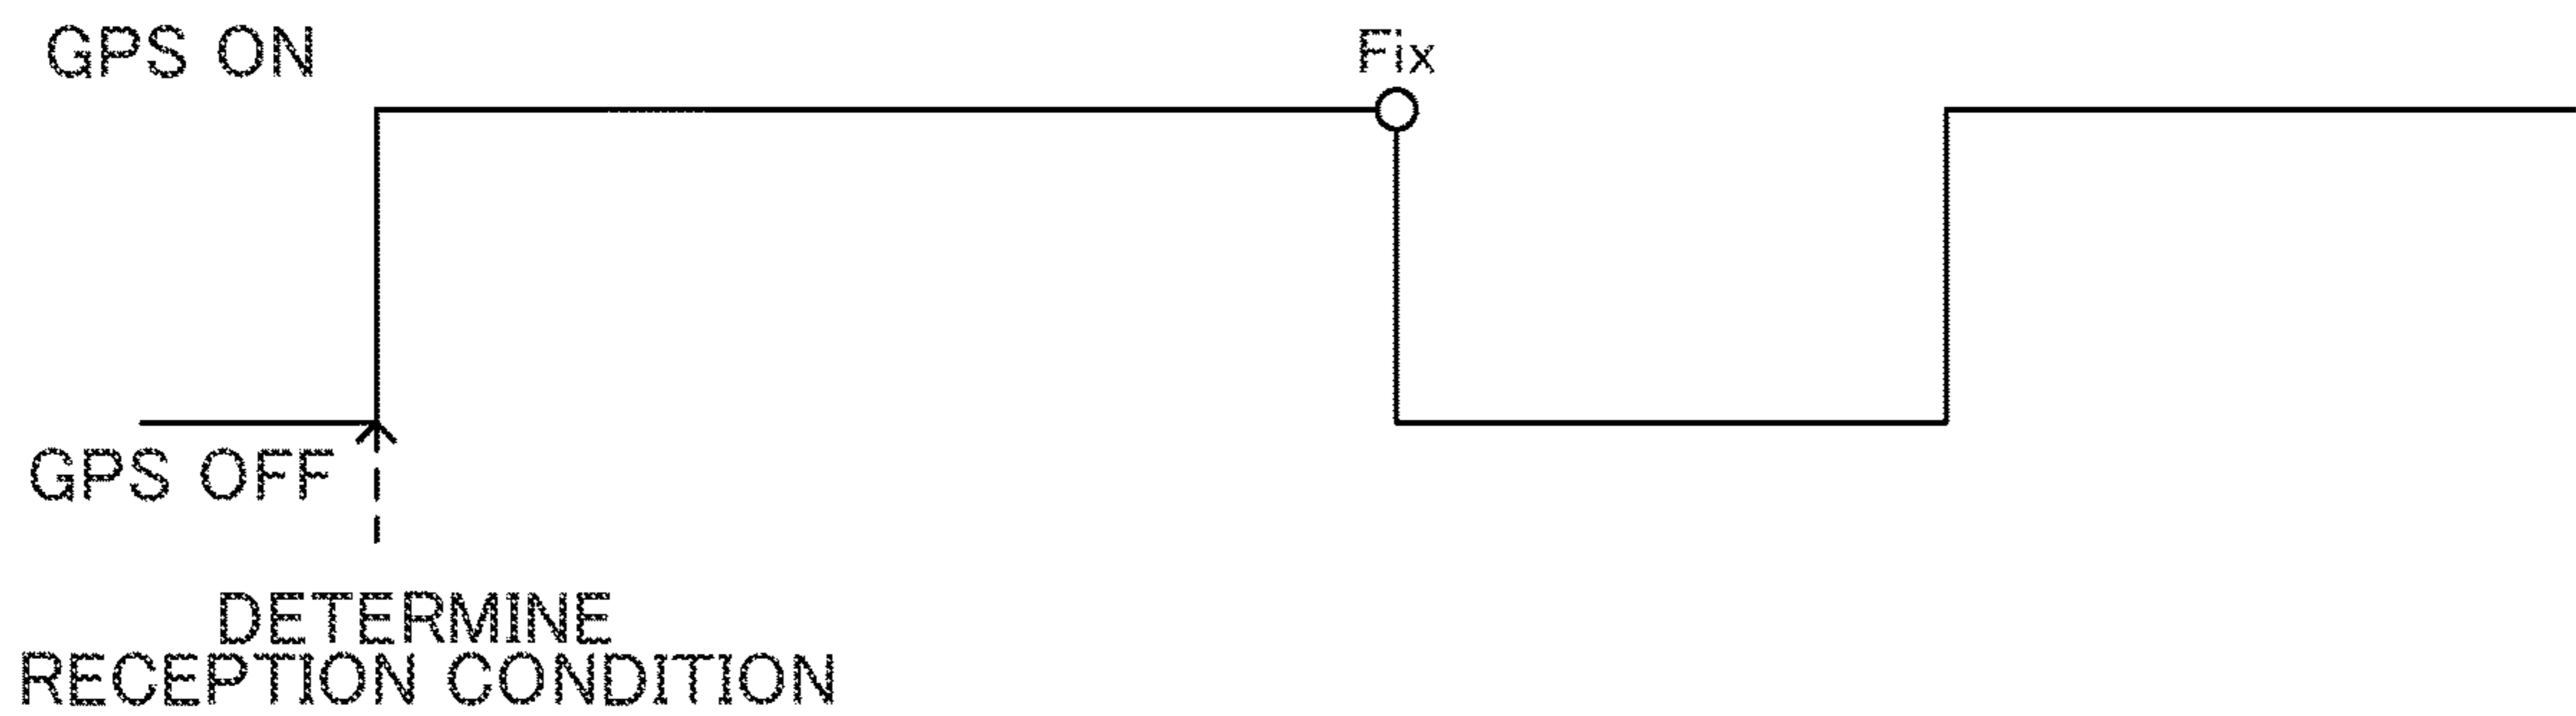 GPS ON
Fix
GPS OFF
DETERMINE
RECEPTION CONDITION